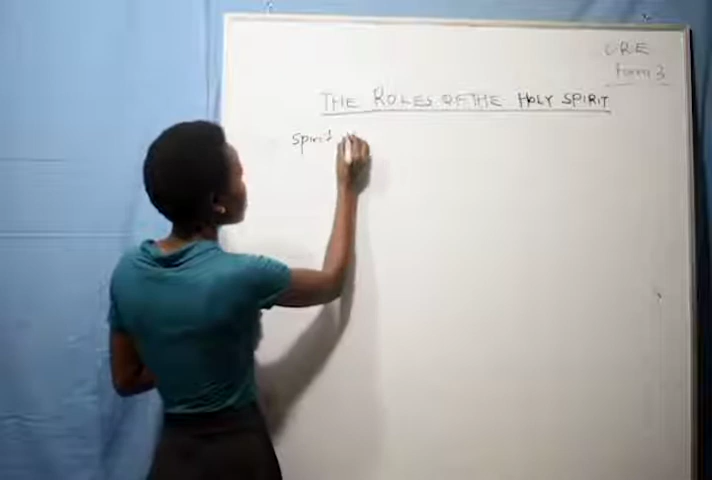 C.R.E
Form 3
THE ROLES OF THE HOLY SPIRIT
Spirit